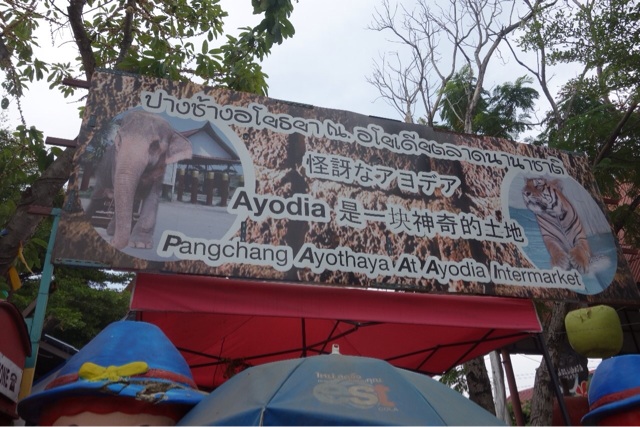 ปางช้างอโยธยา ณ. อโยเดียตลาดนานาชาติ
怪訝なアヨデア
Ayodia 是一块神奇的土地
Pangchang Ayothaya At Ayodia Intermarket
est
COLA